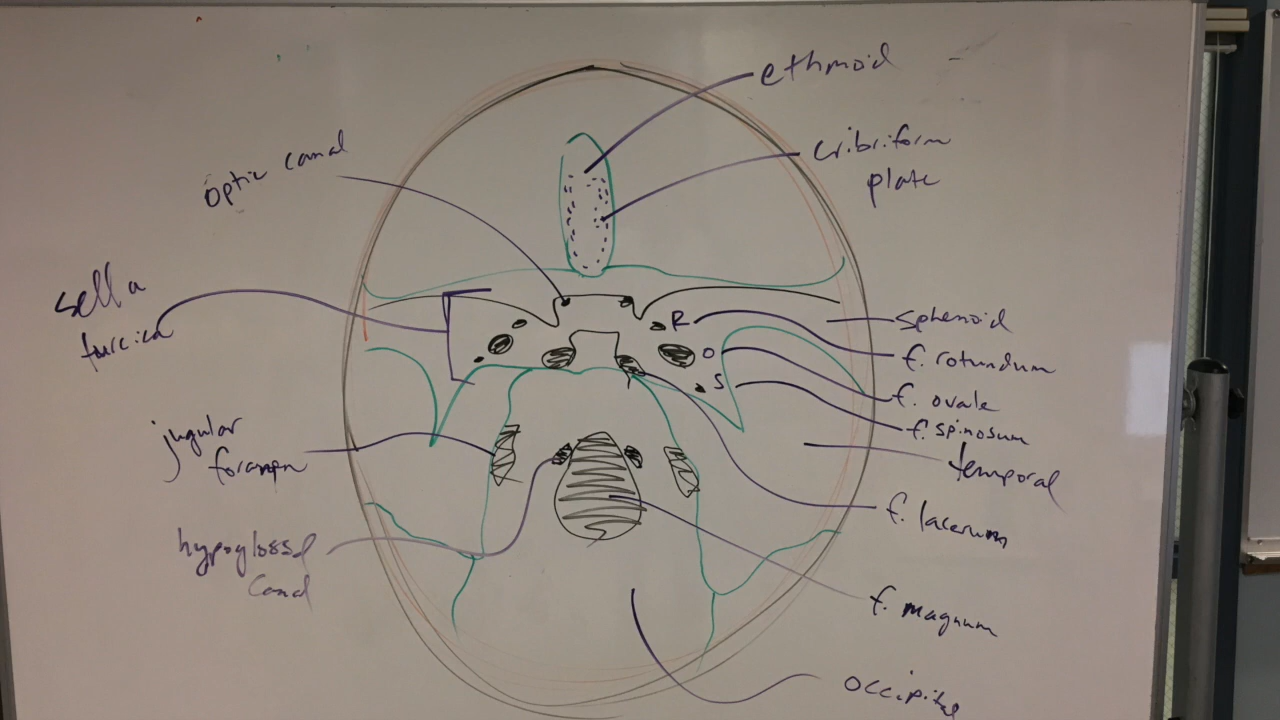 ethmoid
cribriform
plate
optic canal
sella
turcica
sphenoid
R
f. rotundum
O
f. ovale
S
f. spinosum
temporal
jugular
foramen
f. lacerum
hypoglossal
canal
f. magnum
occipital